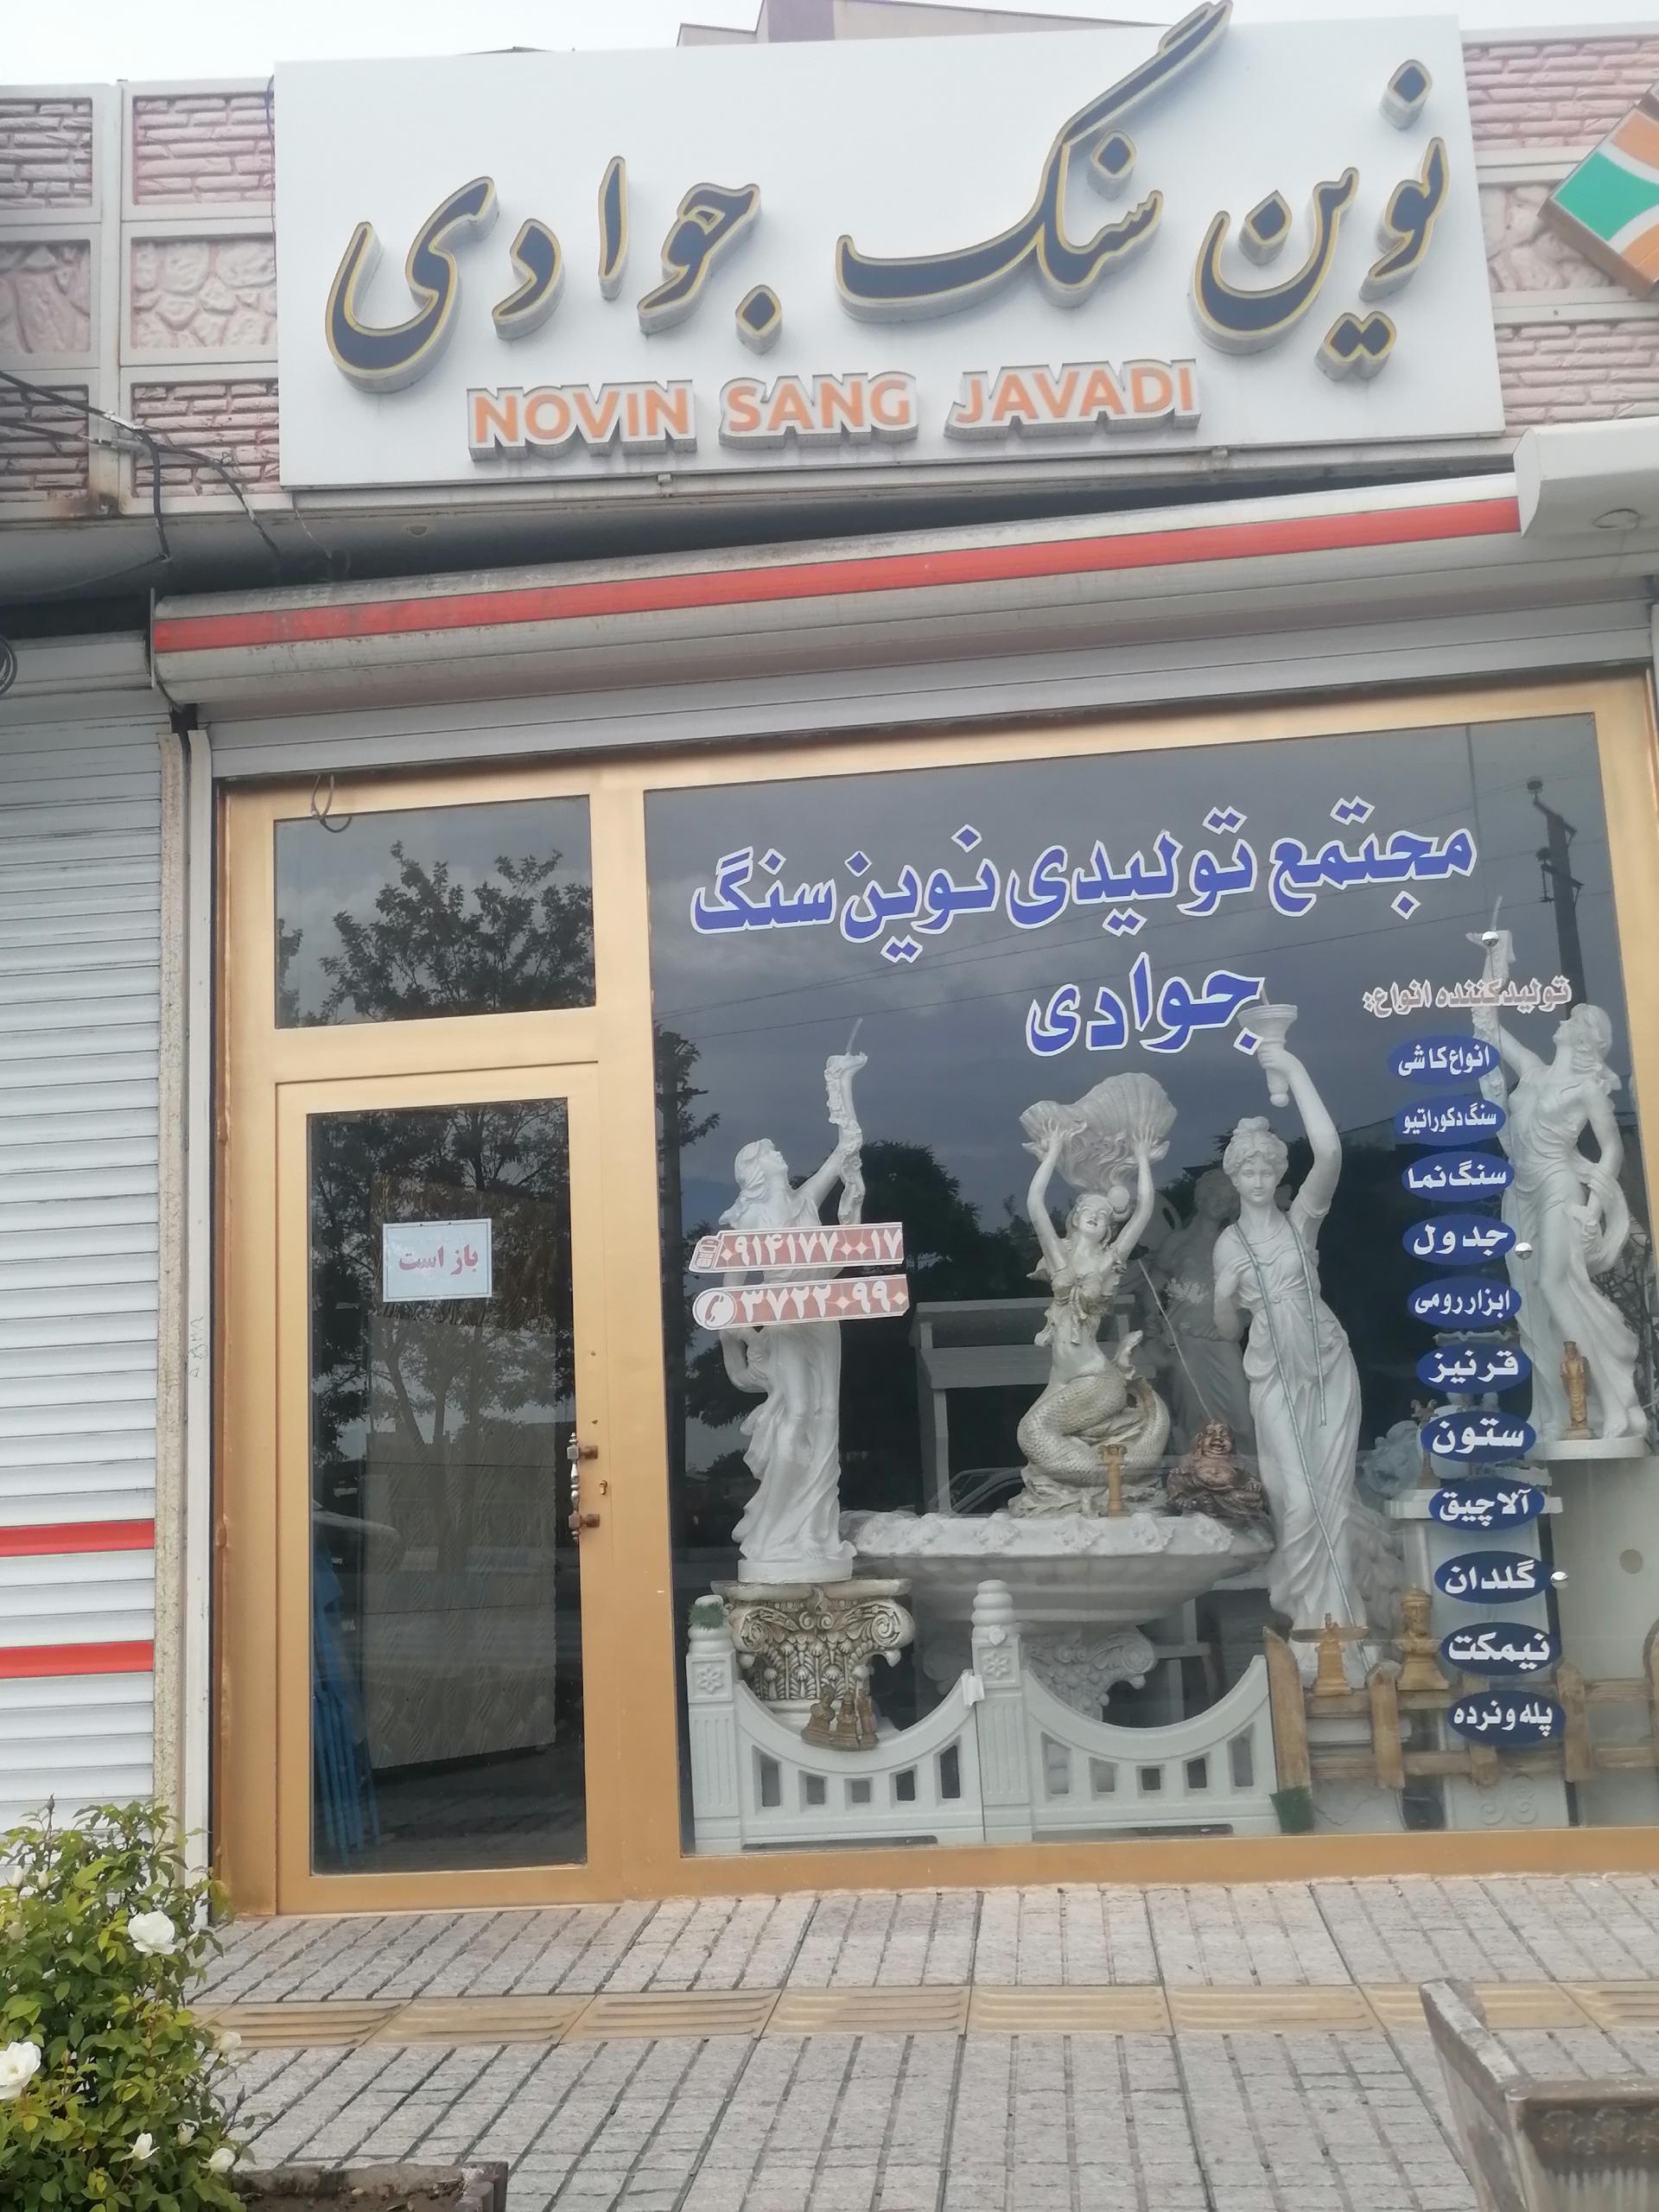 نوین سنگ جوادی
NOVIN SANG JAVADI
مجتمع تولیدی نوین سنگ
جوادی
تولیدکننده انواع:
انواع کاشی
سنگ دکوراتیو
سنگ نما
جدول
ابزار رومی
قرنیز
ستون
آلاچیق
گلدان
نیمکت
پله و نرده
۰۹۱۴۱۷۷۰۰۱۷
۳۷۲۲۰۹۹۰
باز است